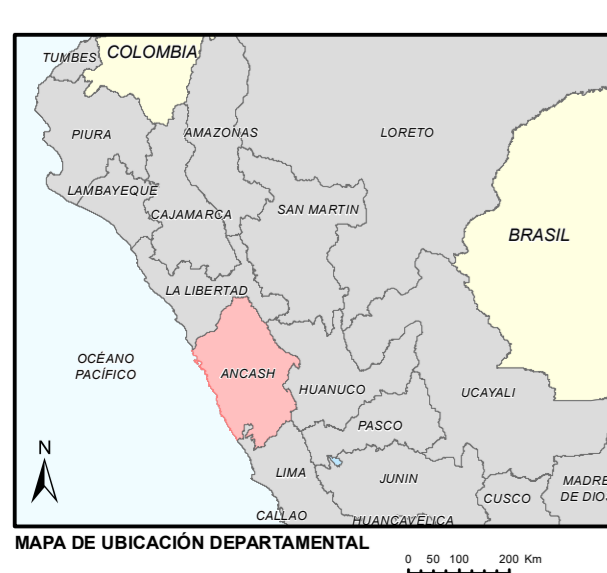 TUMBES
COLOMBIA
PIURA
AMAZONAS
LORETO
LAMBAYEQUE
CAJAMARCA
SAN MARTIN
BRASIL
LA LIBERTAD
OCÉANO
PACÍFICO
ANCASH
HUANUCO
UCAYALI
PASCO
N
LIMA
JUNIN
MADRE
DE DIOS
CUSCO
CALLAO
HUANCAVELICA
MAPA DE UBICACIÓN DEPARTAMENTAL
0 50 100 200 Km